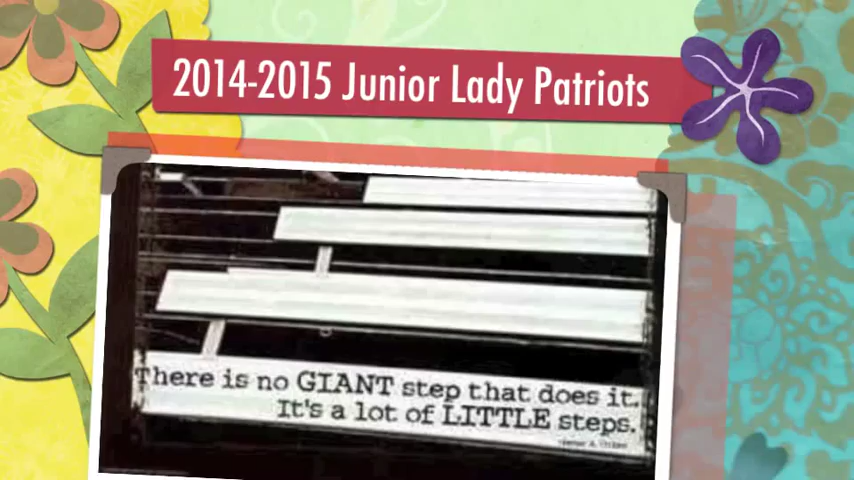 2014-2015 Junior Lady Patriots
There is no GIANT step that does it.
It's a lot of LITTLE steps.